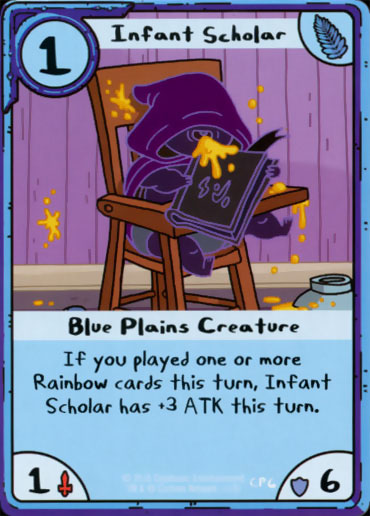 1
Infant Scholar
Blue Plains Creature
If you played one or more
Rainbow cards this turn, Infant
Scholar has +3 ATK this turn.
CP6
1
6